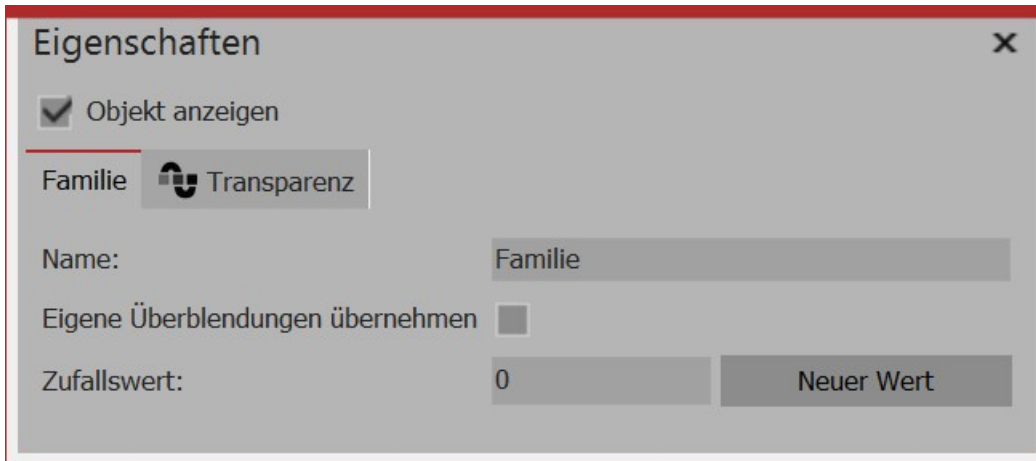 Eigenschaften
Objekt anzeigen
Familie Transparenz
Name: Familie
Eigene Überblendungen übernehmen
Zufallswert: 0 Neuer Wert